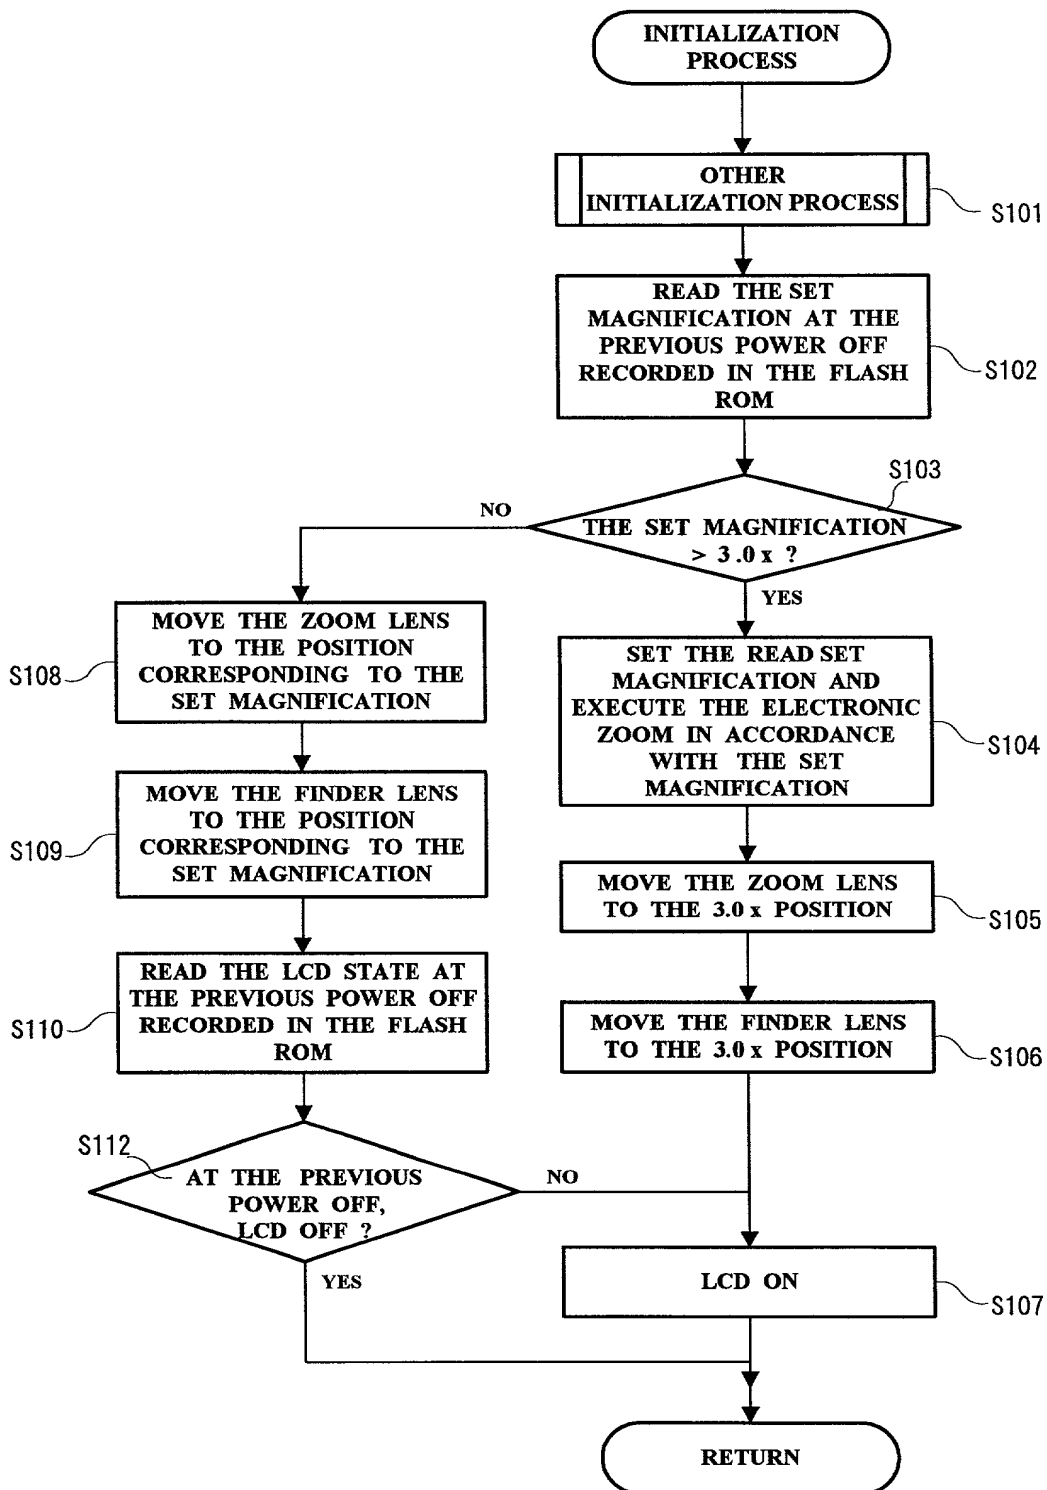 INITIALIZATION
PROCESS
OTHER
INITIALIZATION PROCESS
S101
READ THE SET
MAGNIFICATION AT THE
PREVIOUS POWER OFF
RECORDED IN THE FLASH
ROM
S102
S103
THE SET MAGNIFICATION
> 3.0 x ?
NO
YES
SET THE READ SET
MAGNIFICATION AND
EXECUTE THE ELECTRONIC
ZOOM IN ACCORDANCE
WITH THE SET
MAGNIFICATION
S104
MOVE THE ZOOM LENS
TO THE 3.0 x POSITION
S105
MOVE THE FINDER LENS
TO THE 3.0 x POSITION
S106
MOVE THE ZOOM LENS
TO THE POSITION
CORRESPONDING TO THE
SET MAGNIFICATION
S108
MOVE THE FINDER LENS
TO THE POSITION
CORRESPONDING TO THE
SET MAGNIFICATION
S109
READ THE LCD STATE AT
THE PREVIOUS POWER OFF
RECORDED IN THE FLASH
ROM
S110
S112
AT THE PREVIOUS
POWER OFF,
LCD OFF ?
NO
YES
LCD ON
S107
RETURN